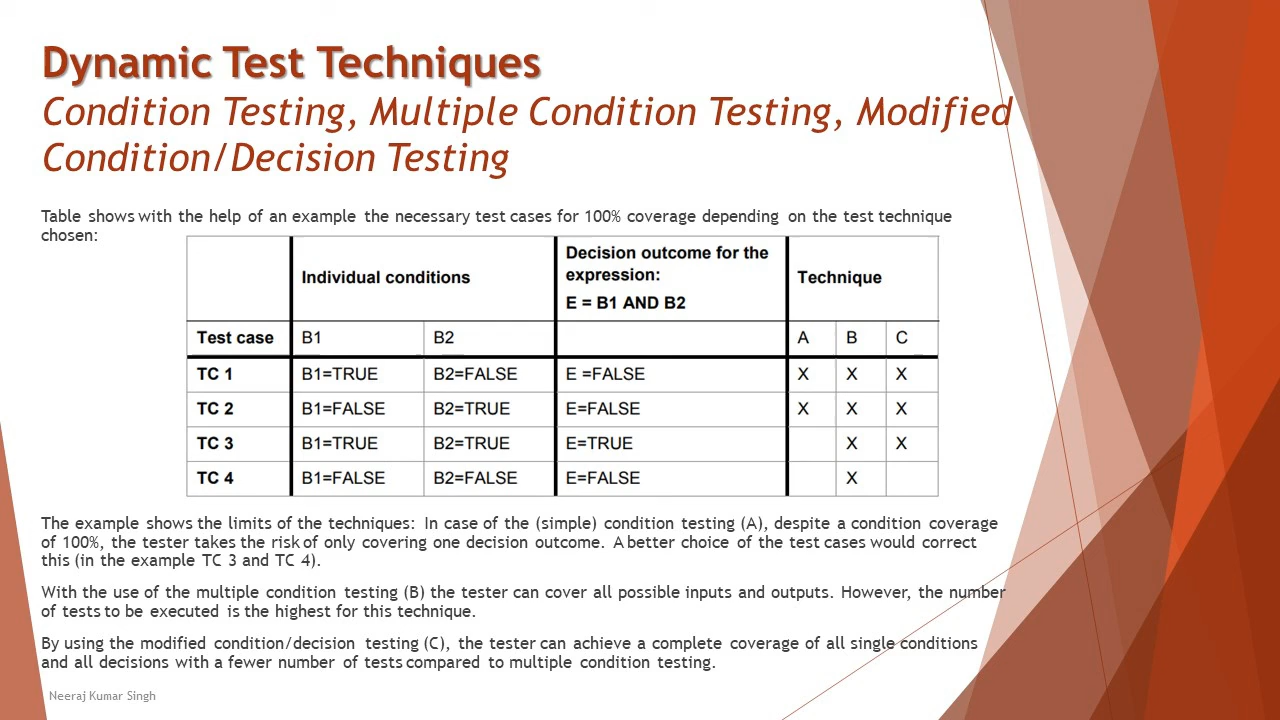 Dynamic Test Techniques
Condition Testing, Multiple Condition Testing, Modified
Condition/Decision Testing
Table shows with the help of an example the necessary test cases for 100% coverage depending on the test technique
chosen:
Individual conditions Decision outcome for the expression: E = B1 AND B2 Technique
Test case B1 B2 A B C
TC 1 B1=TRUE B2=FALSE E =FALSE X X X
TC 2 B1=FALSE B2=TRUE E=FALSE X X X
TC 3 B1=TRUE B2=TRUE E=TRUE X X
TC 4 B1=FALSE B2=FALSE E=FALSE X
The example shows the limits of the techniques: In case of the (simple) condition testing (A), despite a condition coverage
of 100%, the tester takes the risk of only covering one decision outcome. A better choice of the test cases would correct
this (in the example TC 3 and TC 4).
With the use of the multiple condition testing (B) the tester can cover all possible inputs and outputs. However, the number
of tests to be executed is the highest for this technique.
By using the modified condition/decision testing (C), the tester can achieve a complete coverage of all single conditions
and all decisions with a fewer number of tests compared to multiple condition testing.
Neeraj Kumar Singh